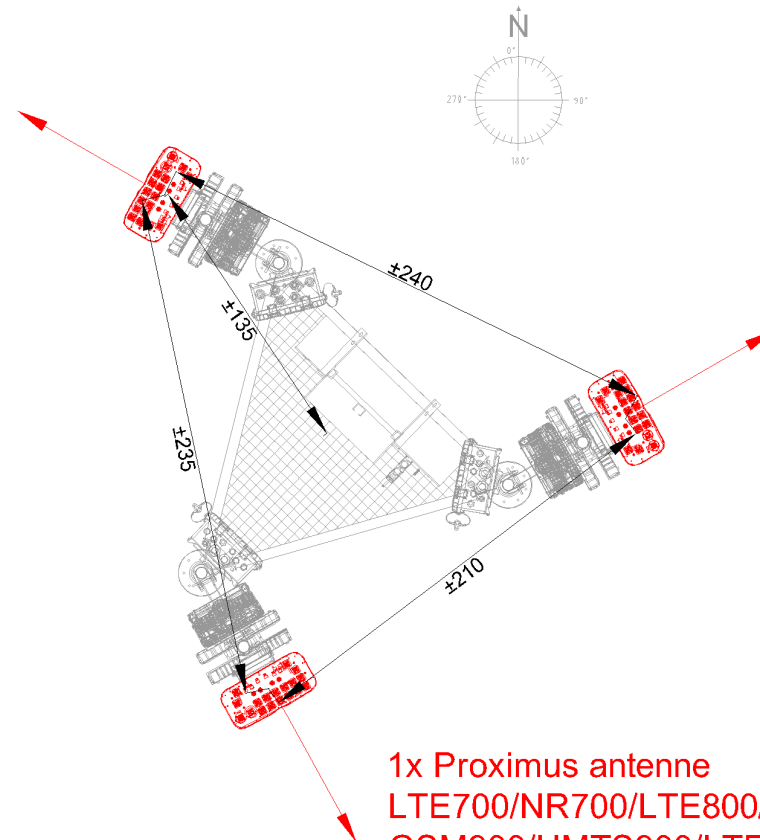 N
0°
270°
90°
180°
±240
±135
±235
±210
1x Proximus antenne
LTE700/NR700/LTE800/